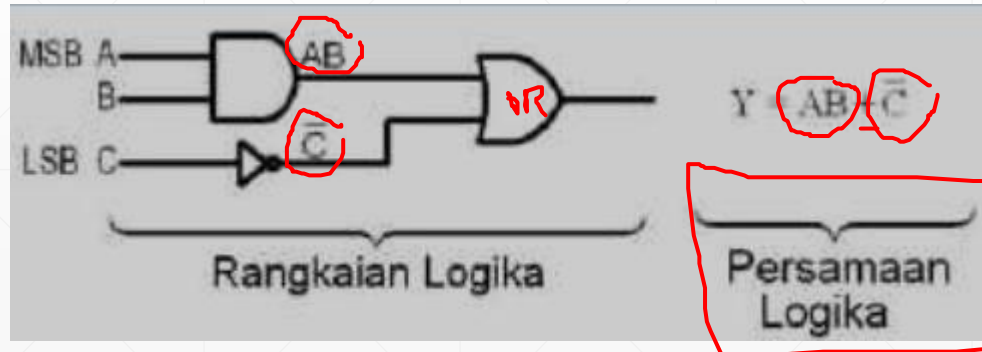 MSB A
AB
B
OR
Y = AB + C̅
C̅
LSB C
Rangkaian Logika
Persamaan
Logika